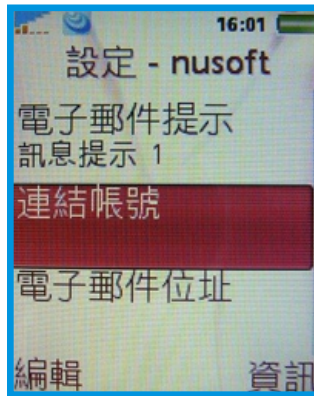 16:01
設定 - nusoft
電子郵件提示
訊息提示 1
連結帳號
電子郵件位址
編輯 資訊